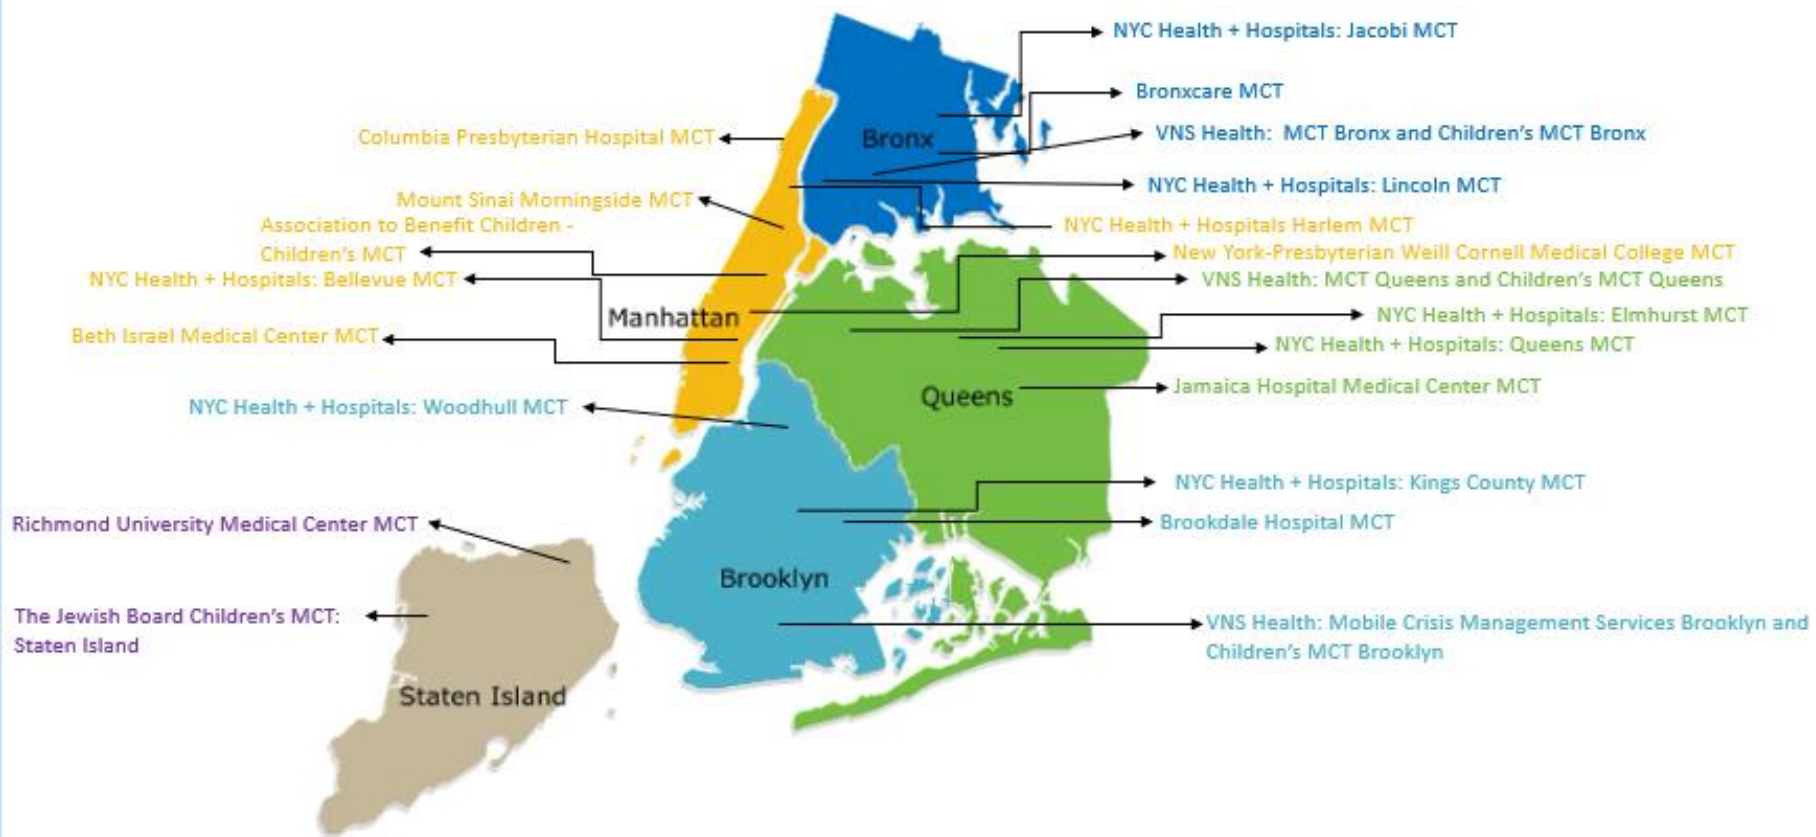 NYC Health + Hospitals: Jacobi MCT
Bronxcare MCT
Bronx
Columbia Presbyterian Hospital MCT
VNS Health:  MCT Bronx and Children's MCT Bronx
NYC Health + Hospitals: Lincoln MCT
Mount Sinai Morningside MCT
Association to Benefit Children -
Children's MCT
NYC Health + Hospitals Harlem MCT
New York-Presbyterian Weill Cornell Medical College MCT
NYC Health + Hospitals: Bellevue MCT
VNS Health: MCT Queens and Children's MCT Queens
Manhattan
NYC Health + Hospitals: Elmhurst MCT
Beth Israel Medical Center MCT
NYC Health + Hospitals: Queens MCT
Jamaica Hospital Medical Center MCT
Queens
NYC Health + Hospitals: Woodhull MCT
NYC Health + Hospitals: Kings County MCT
Richmond University Medical Center MCT
Brookdale Hospital MCT
Brooklyn
The Jewish Board Children's MCT:
Staten Island
VNS Health: Mobile Crisis Management Services Brooklyn and
Children's MCT Brooklyn
Staten Island